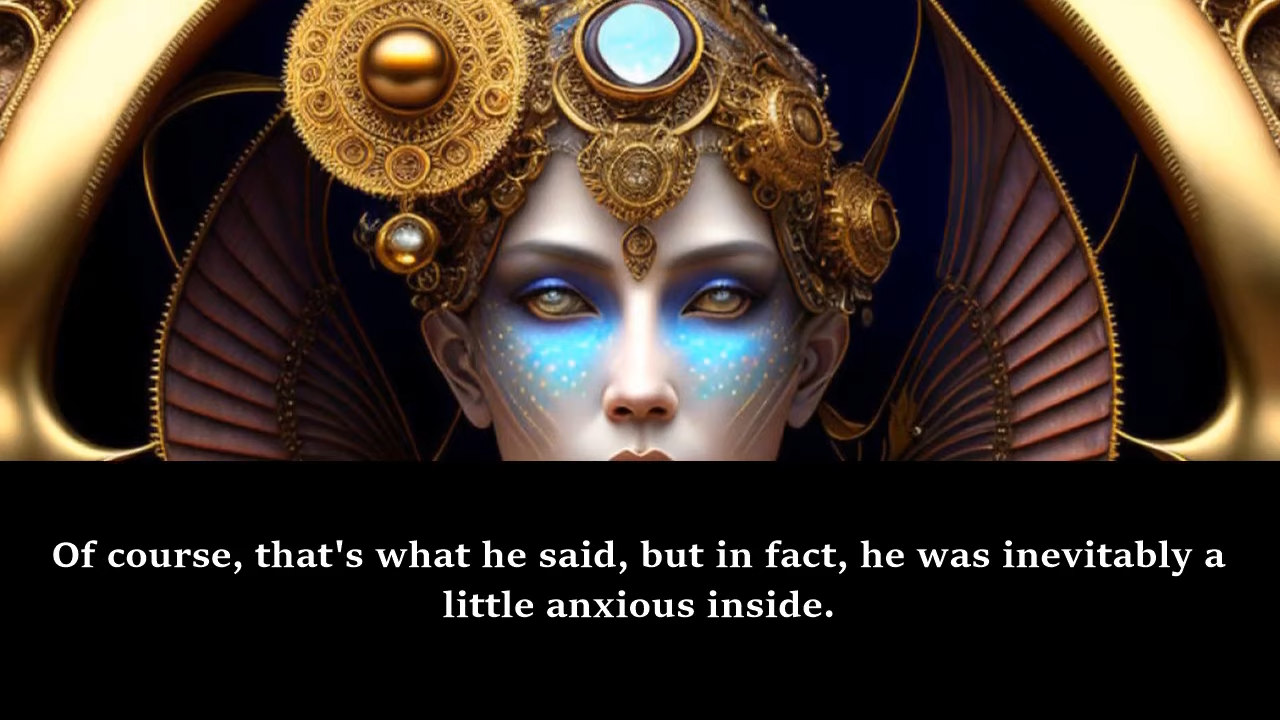 Of course, that's what he said, but in fact, he was inevitably a
little anxious inside.